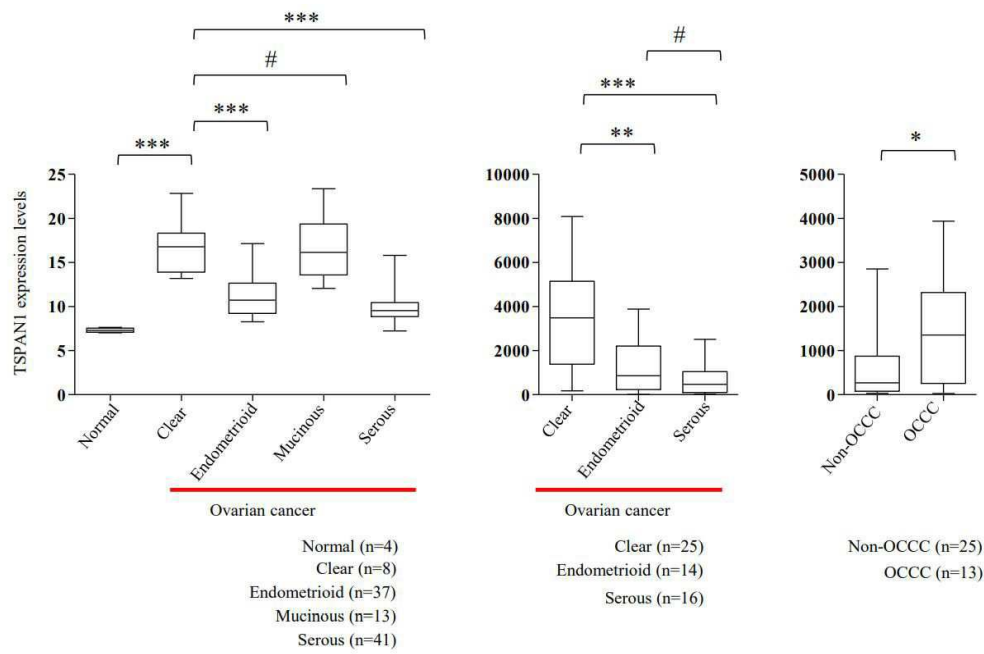 ***
#
***
***
TSPAN1 expression levels
25
20
15
10
5
0
Normal
Clear
Endometrioid
Mucinous
Serous
Ovarian cancer
Normal (n=4)
Clear (n=8)
Endometrioid (n=37)
Mucinous (n=13)
Serous (n=41)
#
***
**
10000
8000
6000
4000
2000
0
Clear
Endometrioid
Serous
Ovarian cancer
Clear (n=25)
Endometrioid (n=14)
Serous (n=16)
*
5000
4000
3000
2000
1000
0
Non-OCCC
OCCC
Non-OCCC (n=25)
OCCC (n=13)